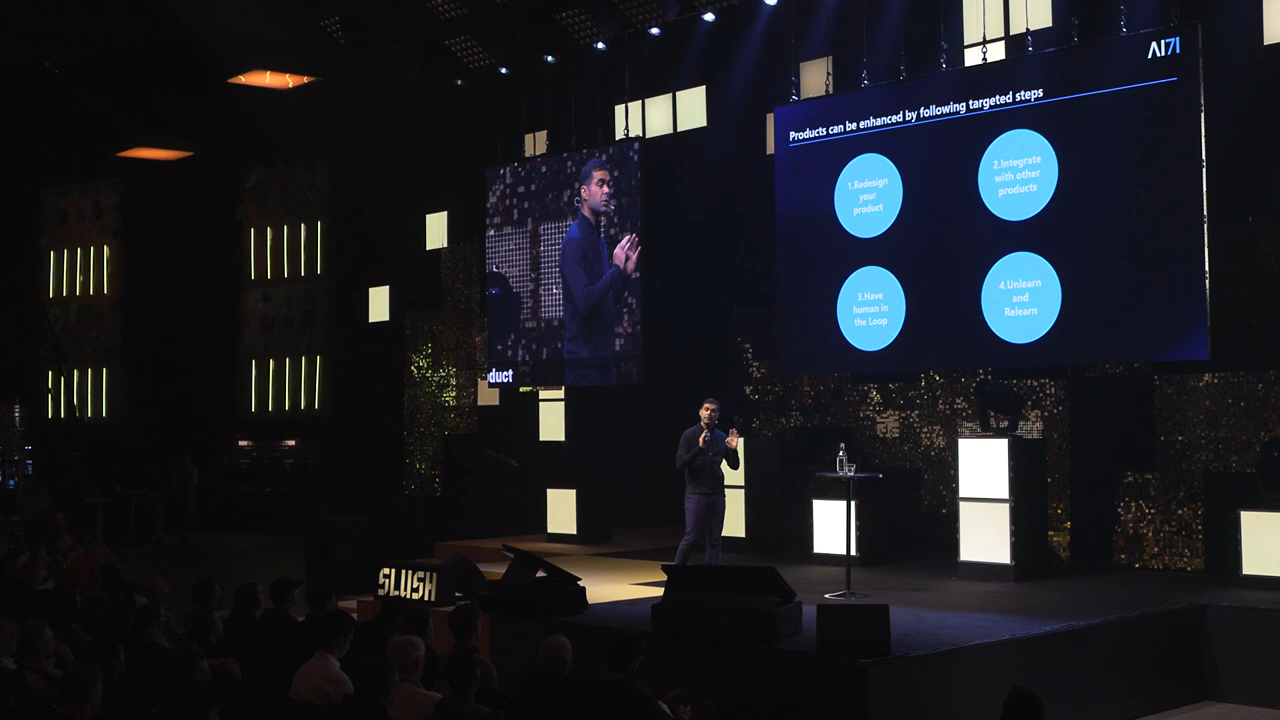 AI71
Products can be enhanced by following targeted steps
1.Redesign
your
product
2.Integrate
with other
products
3.Have
human in
the Loop
4.Unlearn
and
Relearn
duct
SLUSH